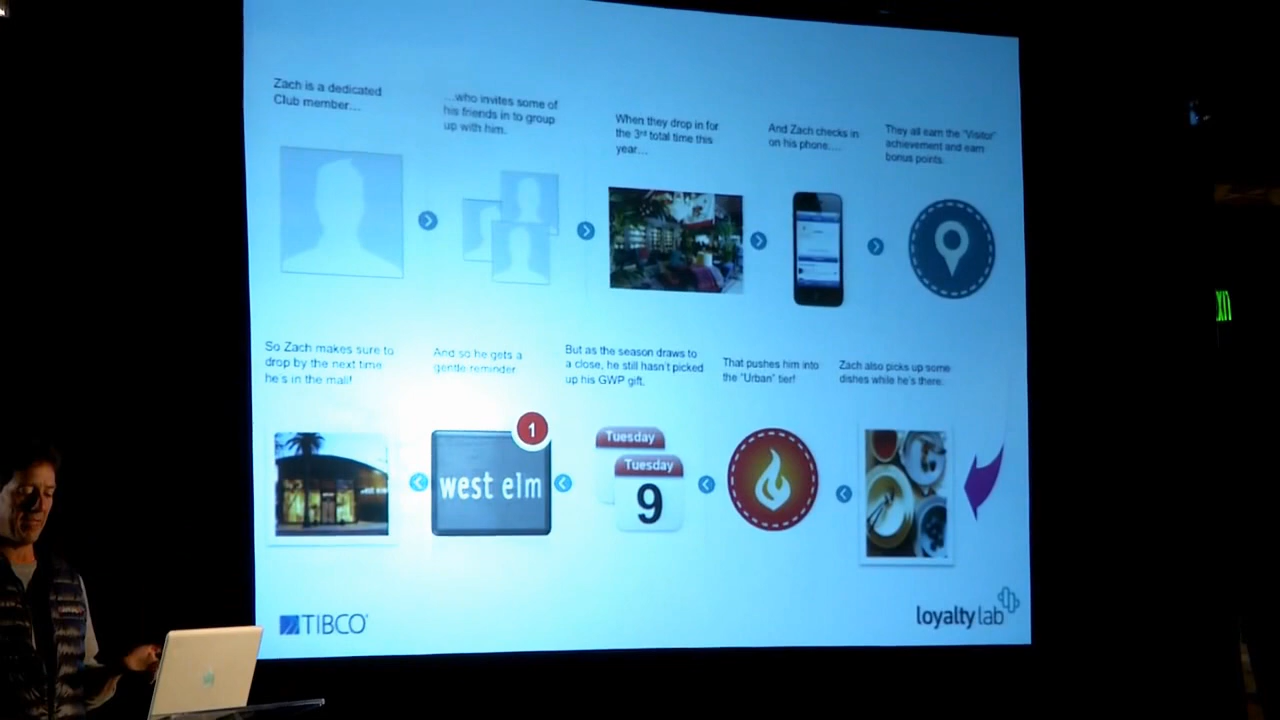 Zach is a dedicated
Club member…
…who invites some of
his friends in to group
up with him.
When they drop in for
the 3rd total time this
year…
And Zach checks in
on his phone….
They all earn the "Visitor"
achievement and earn
bonus points.
Zach also picks up some
dishes while he's there.
That pushes him into
the "Urban" tier!
But as the season draws to
a close, he still hasn't picked
up his GWP gift.
And so he gets a
gentle reminder.
So Zach makes sure to
drop by the next time
he's in the mall!
Tuesday
Tuesday
9
1
west elm
TIBCO
loyalty lab